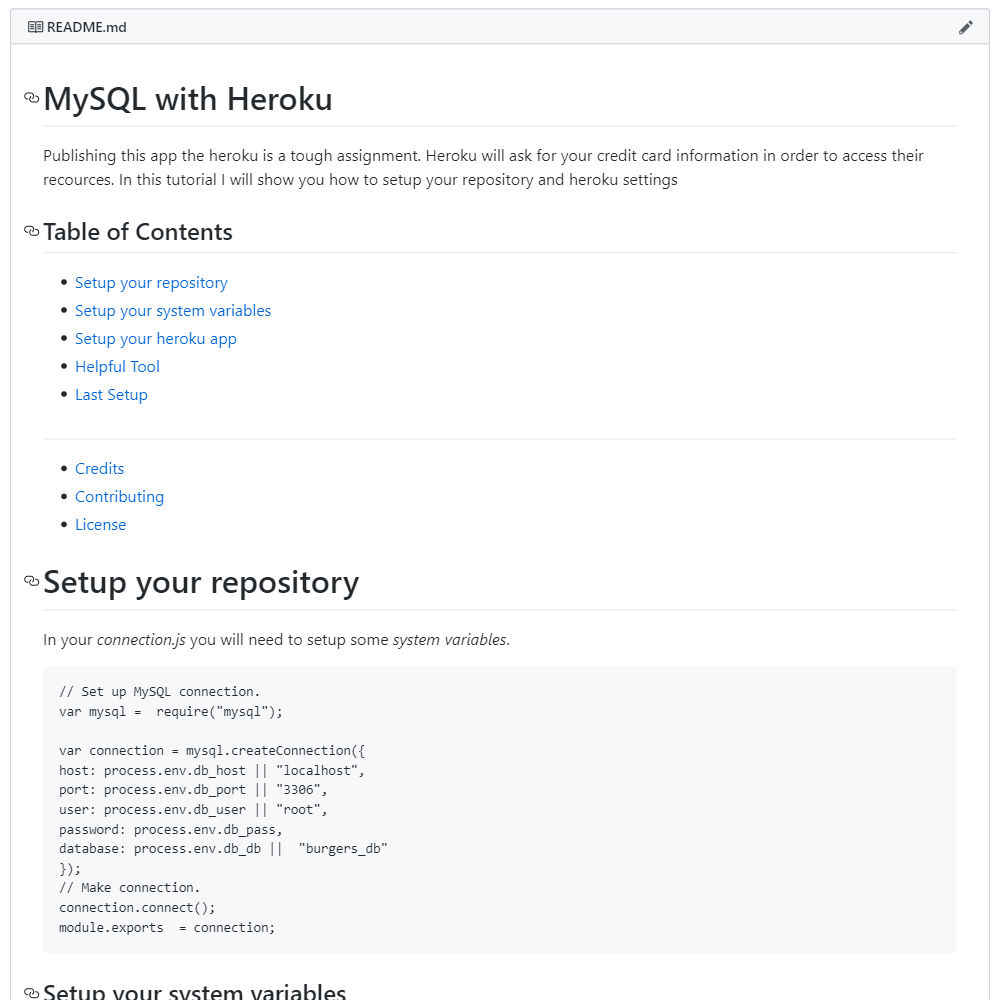 README.md
MySQL with Heroku
Publishing this app the heroku is a tough assignment. Heroku will ask for your credit card information in order to access their
recources. In this tutorial I will show you how to setup your repository and heroku settings
Table of Contents
• Setup your repository
• Setup your system variables
• Setup your heroku app
• Helpful Tool
• Last Setup
• Credits
• Contributing
• License
Setup your repository
In your connection.js you will need to setup some system variables.
// Set up MySQL connection.
var mysql =  require("mysql");
var connection = mysql.createConnection({
host: process.env.db_host || "localhost",
port: process.env.db_port || "3306",
user: process.env.db_user || "root",
password: process.env.db_pass,
database: process.env.db_db ||  "burgers_db"
});
// Make connection.
connection.connect();
module.exports  = connection;
Setup your system variables